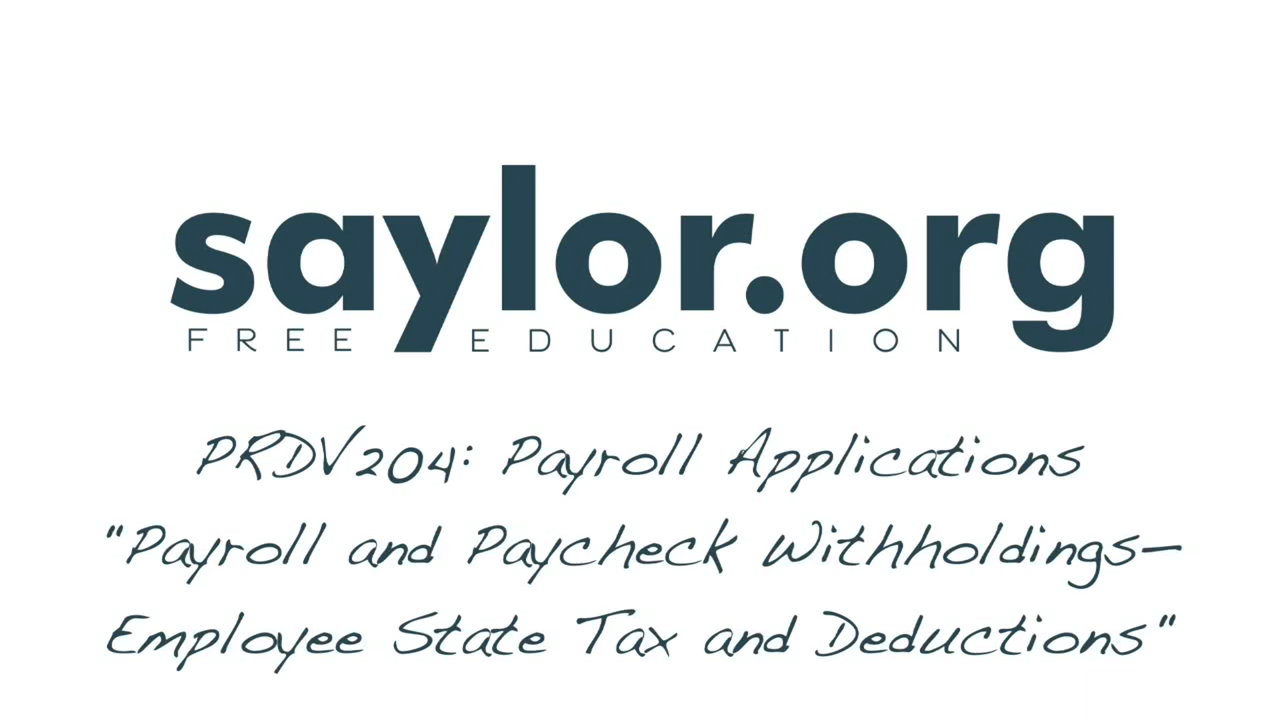 saylor.org
FREE EDUCATION
PRDV204: Payroll Applications
"Payroll and Paycheck Withholdings—
Employee State Tax and Deductions"